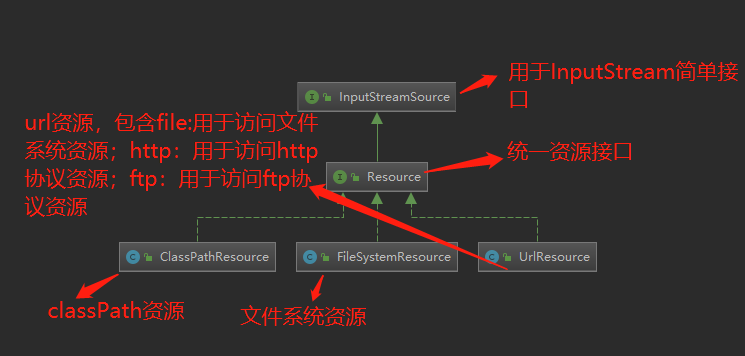 用于InputStream简单接
口
I InputStreamSource
url资源，包含file:用于访问文件
系统资源；http：用于访问http
协议资源；ftp：用于访问ftp协
议资源
统一资源接口
I Resource
C ClassPathResource
C FileSystemResource
C UrlResource
classPath资源
文件系统资源